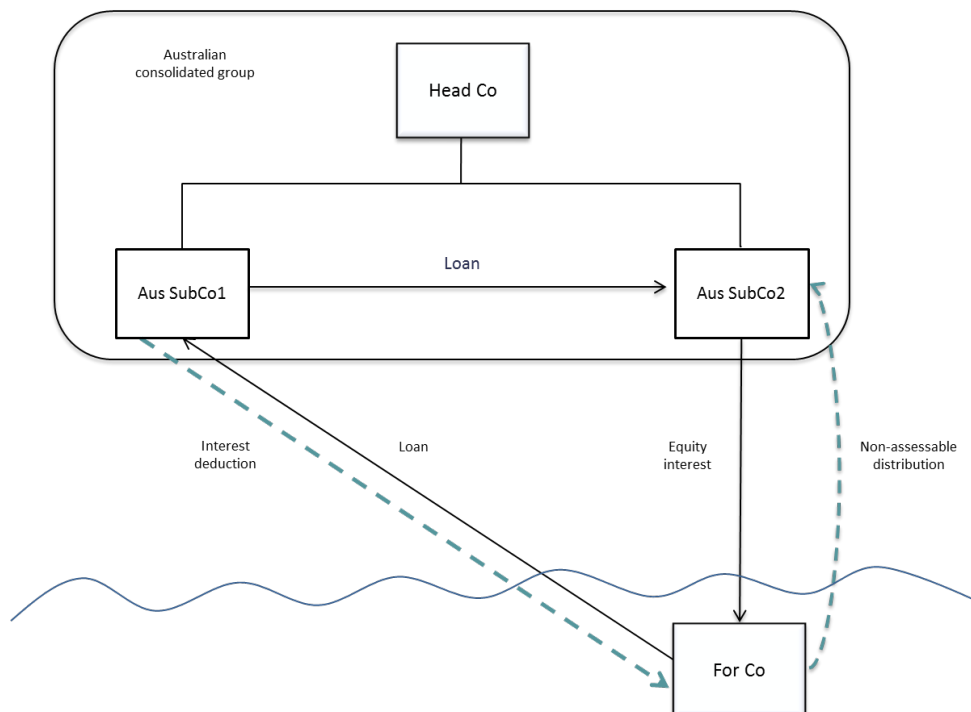 Australian
consolidated group
Head Co
Aus SubCo1
Loan
Aus SubCo2
Interest
deduction
Loan
Equity
interest
Non-assessable
distribution
For Co